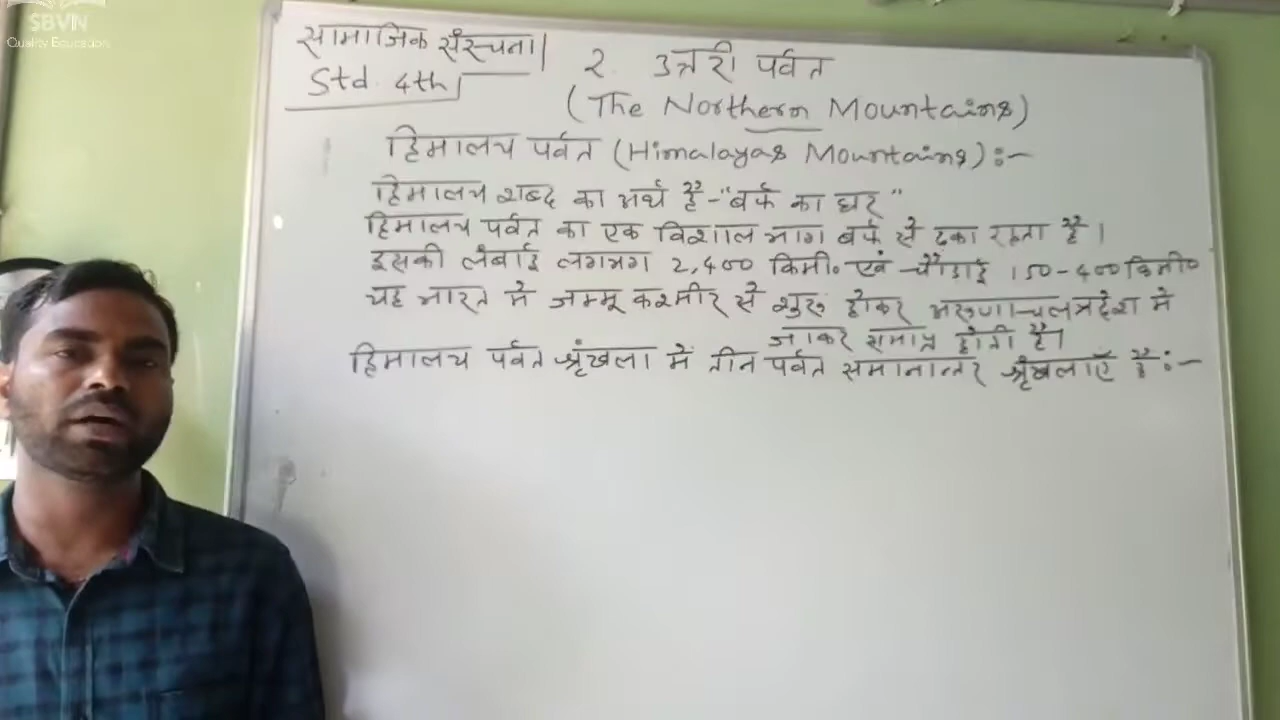 SBVN
Quality Education
सामाजिक संरचना
Std. 4th
2. उत्तरी पर्वत
(The Northern Mountains)
हिमालय पर्वत (Himalayas Mountains):-
हिमालय शब्द का अर्थ है-"बर्फ का घर"
हिमालय पर्वत का एक विशाल भाग बर्फ से ढका रहता है।
इसकी लंबाई लगभग 2,400 किमी० एवं चौड़ाई 150-400 किमी०
यह भारत में जम्मू कश्मीर से शुरू होकर अरुणाचलप्रदेश में
जाकर समाप्त होती है।
हिमालय पर्वत श्रृंखला में तीन पर्वत समानान्तर श्रृंखलाएँ है:-